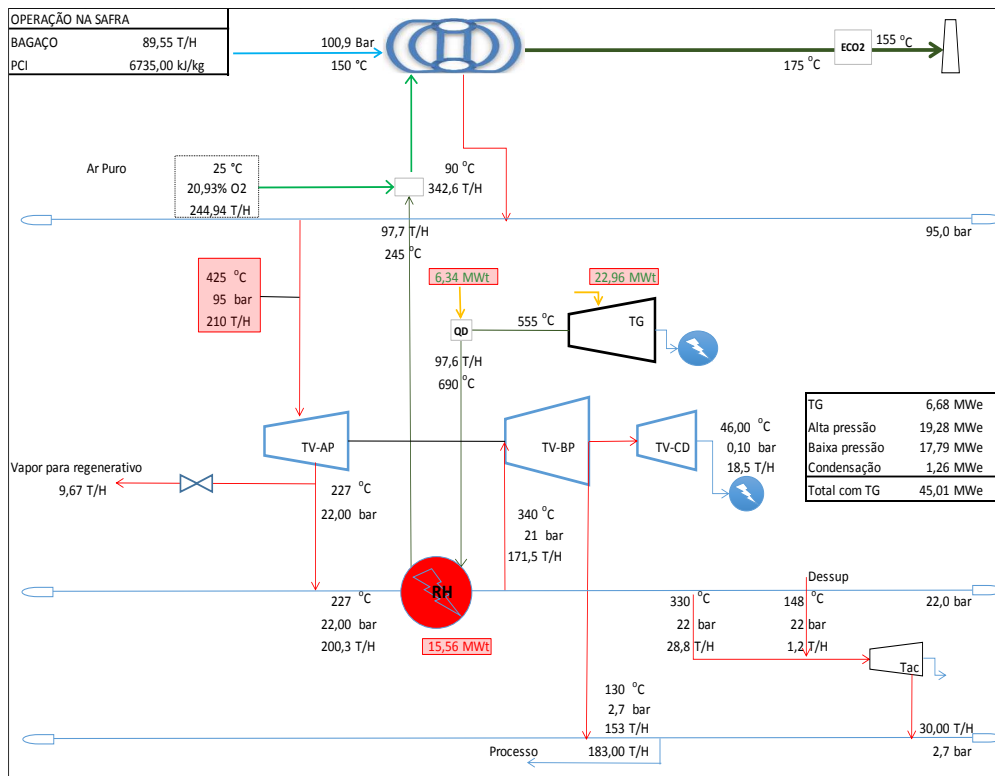 OPERAÇÃO NA SAFRA
BAGAÇO 89,55 T/H
PCI 6735,00 kJ/kg
100,9 Bar
150 °C
ECO2
155 °C
175 °C
Ar Puro
25 °C
20,93% O2
244,94 T/H
90 °C
342,6 T/H
97,7 T/H
245 °C
95,0 bar
425 °C
95 bar
210 T/H
6,34 MWt
22,96 MWt
QD
555 °C
TG
97,6 T/H
690 °C
TV-AP
TV-BP
TV-CD
46,00 °C
0,10 bar
18,5 T/H
TG 6,68 MWe
Alta pressão 19,28 MWe
Baixa pressão 17,79 MWe
Condensação 1,26 MWe
Total com TG 45,01 MWe
Vapor para regenerativo
9,67 T/H
227 °C
22,00 bar
340 °C
21 bar
171,5 T/H
RH
Dessup
227 °C
22,00 bar
200,3 T/H
15,56 MWt
330 °C
22 bar
28,8 T/H
148 °C
22 bar
1,2 T/H
22,0 bar
Tac
130 °C
2,7 bar
153 T/H
30,00 T/H
2,7 bar
Processo
183,00 T/H